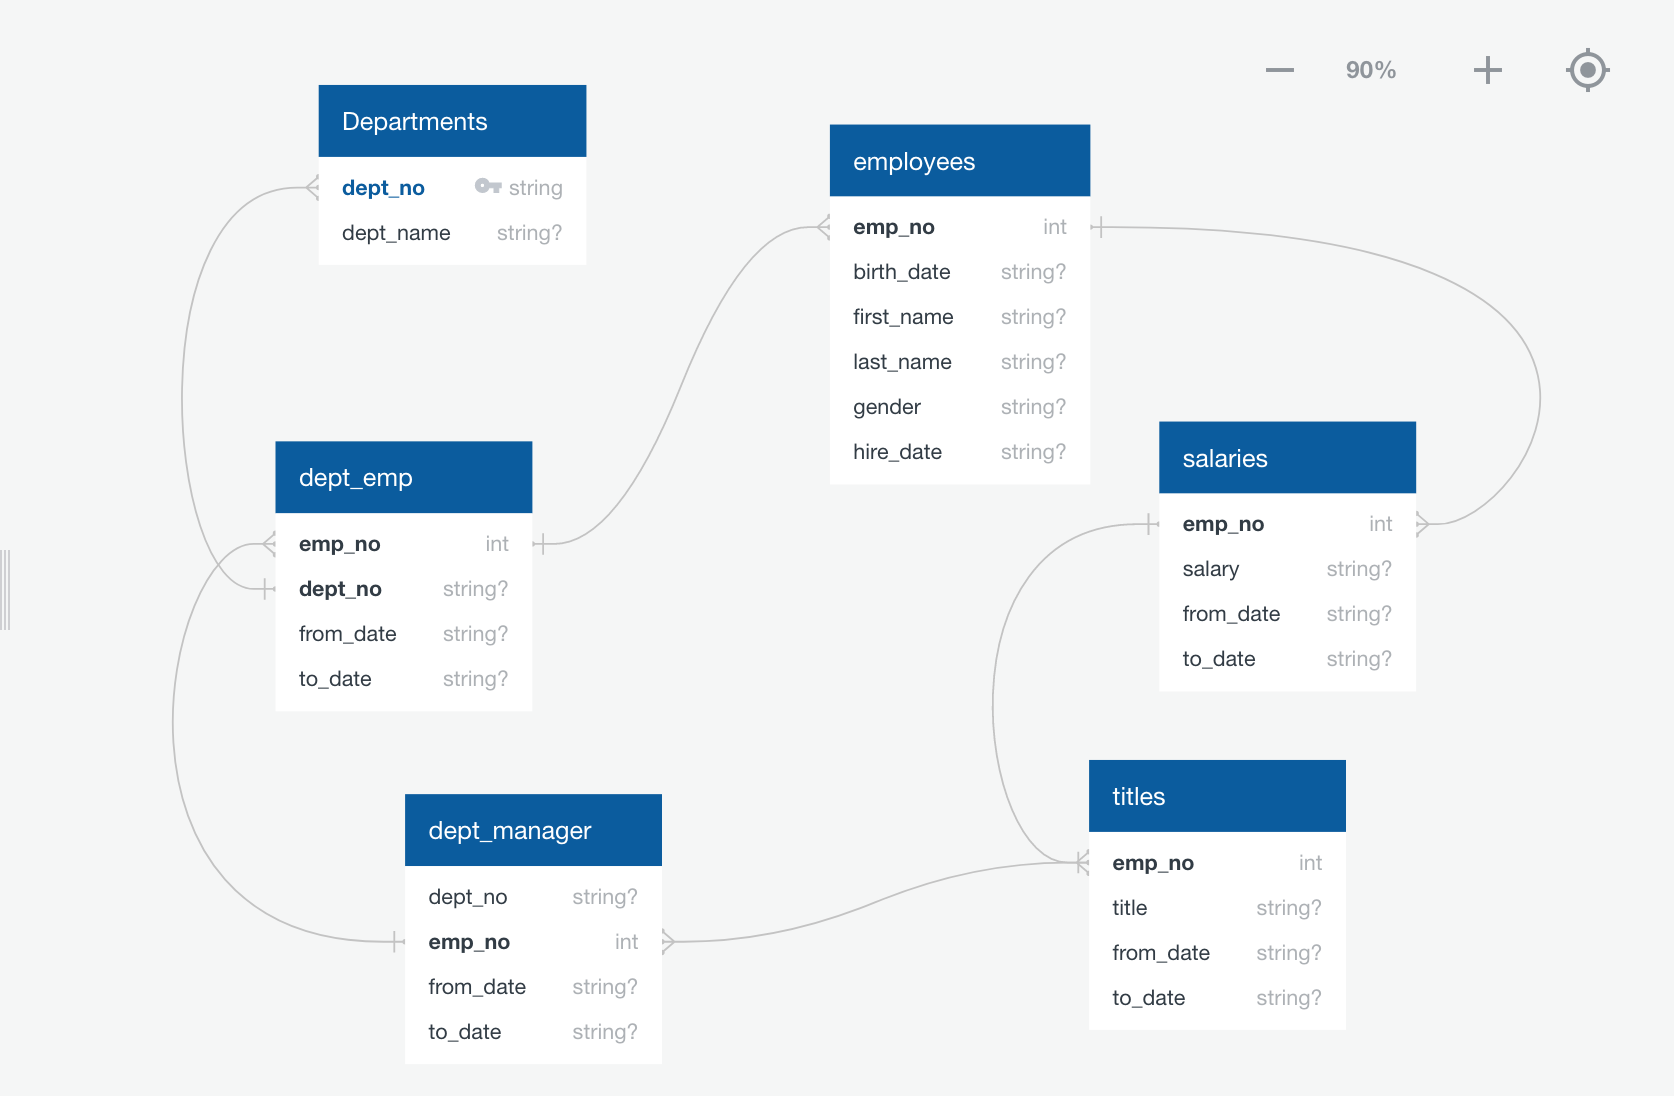 90%
Departments
dept_no string
dept_name string?
employees
emp_no int
birth_date string?
first_name string?
last_name string?
gender string?
hire_date string?
dept_emp
emp_no int
dept_no string?
from_date string?
to_date string?
salaries
emp_no int
salary string?
from_date string?
to_date string?
dept_manager
dept_no string?
emp_no int
from_date string?
to_date string?
titles
emp_no int
title string?
from_date string?
to_date string?